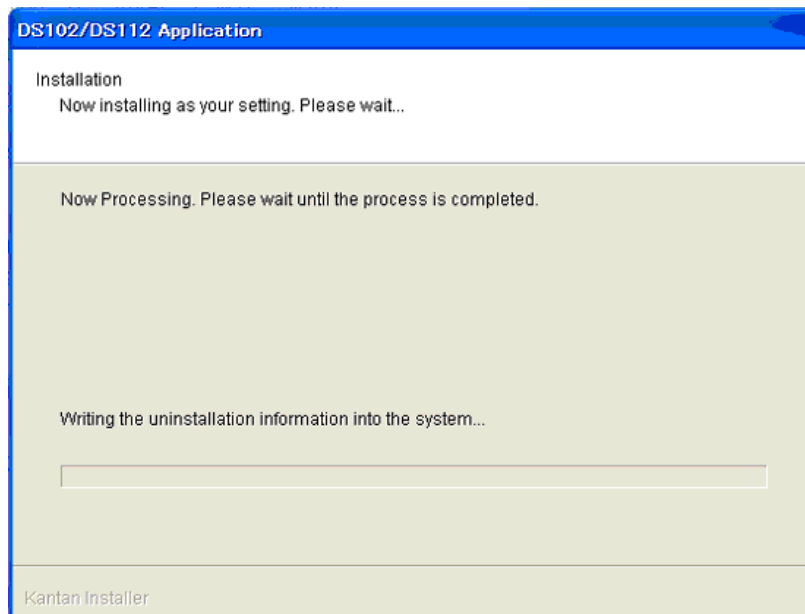 DS102/DS112 Application
Installation
Now installing as your setting. Please wait...
Now Processing. Please wait until the process is completed.
Writing the uninstallation information into the system...
Kantan Installer